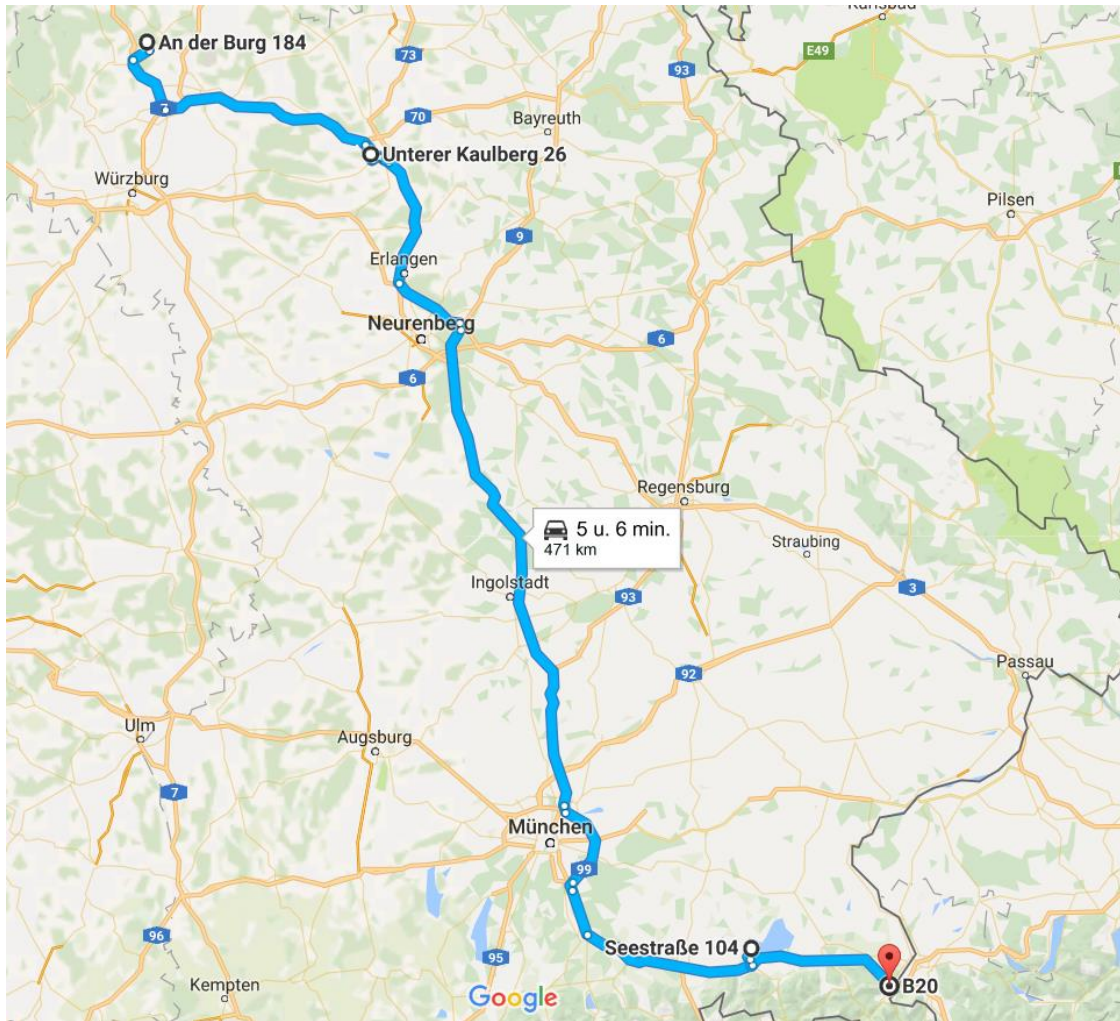 Karlsbad
An der Burg 184
73
E49
93
7
70
Bayreuth
Unterer Kaulberg 26
Würzburg
Pilsen
9
Erlangen
Neurenberg
6
6
Regensburg
5 u. 6 min.
471 km
Straubing
Ingolstadt
93
3
92
Passau
Ulm
Augsburg
7
München
99
Seestraße 104
96
95
B20
Kempten
Google